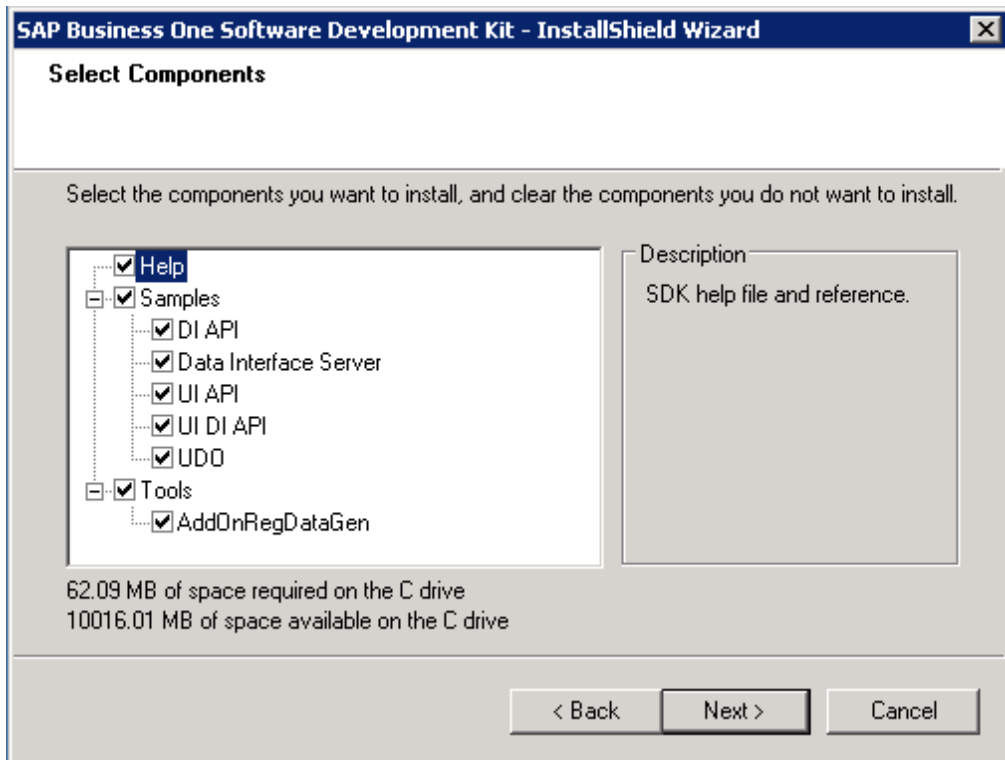 SAP Business One Software Development Kit - InstallShield Wizard
Select Components
Select the components you want to install, and clear the components you do not want to install.
Help
Samples
DI API
Data Interface Server
UI API
UI DI API
UDO
Tools
AddOnRegDataGen
Description
SDK help file and reference.
62.09 MB of space required on the C drive
10016.01 MB of space available on the C drive
< Back
Next >
Cancel